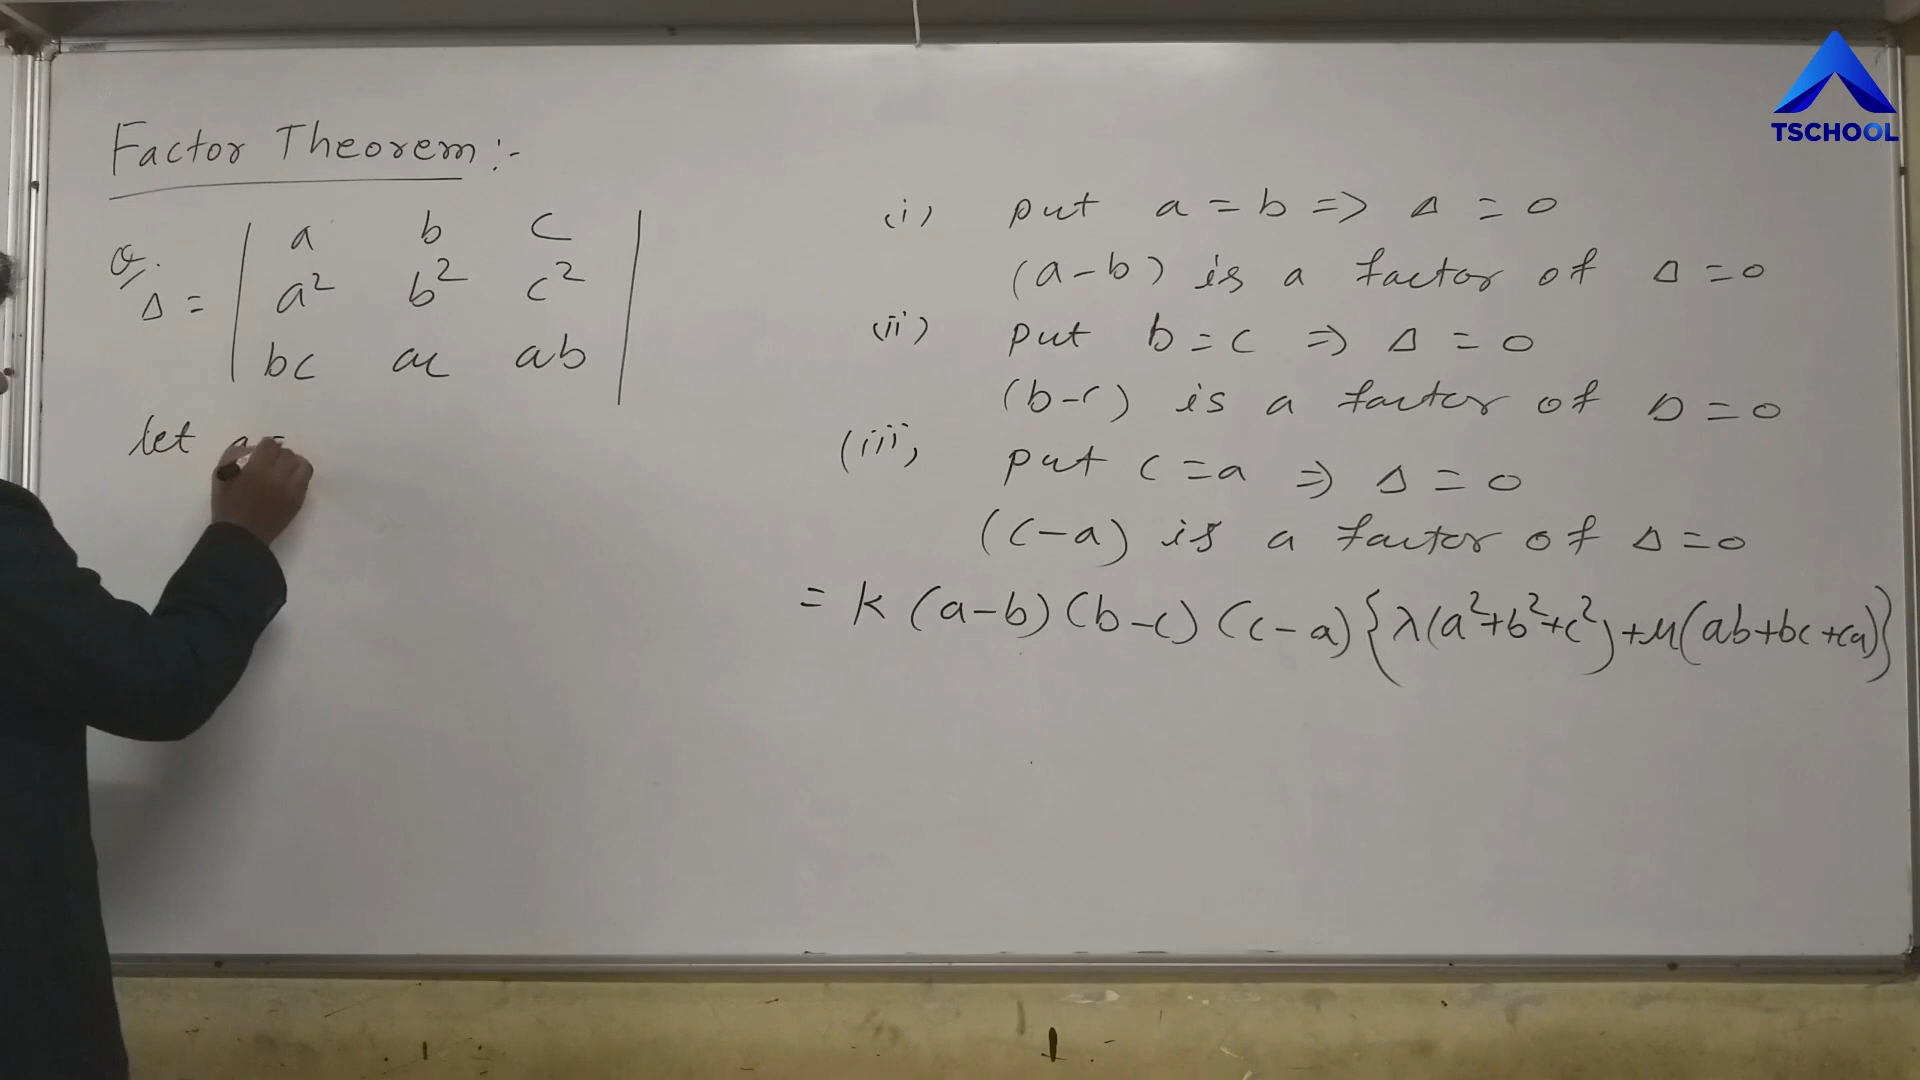 TSCHOOL
Factor Theorem :-
Q.
Δ = | a b c |
| a² b² c² |
| bc ac ab |
let a =
(i) put a = b => Δ = 0
(a-b) is a factor of Δ = 0
(ii) put b = c => Δ = 0
(b-c) is a factor of Δ = 0
(iii) put c = a => Δ = 0
(c-a) is a factor of Δ = 0
= K (a-b) (b-c) (c-a) {λ(a²+b²+c²)+μ(ab+bc+ca)}